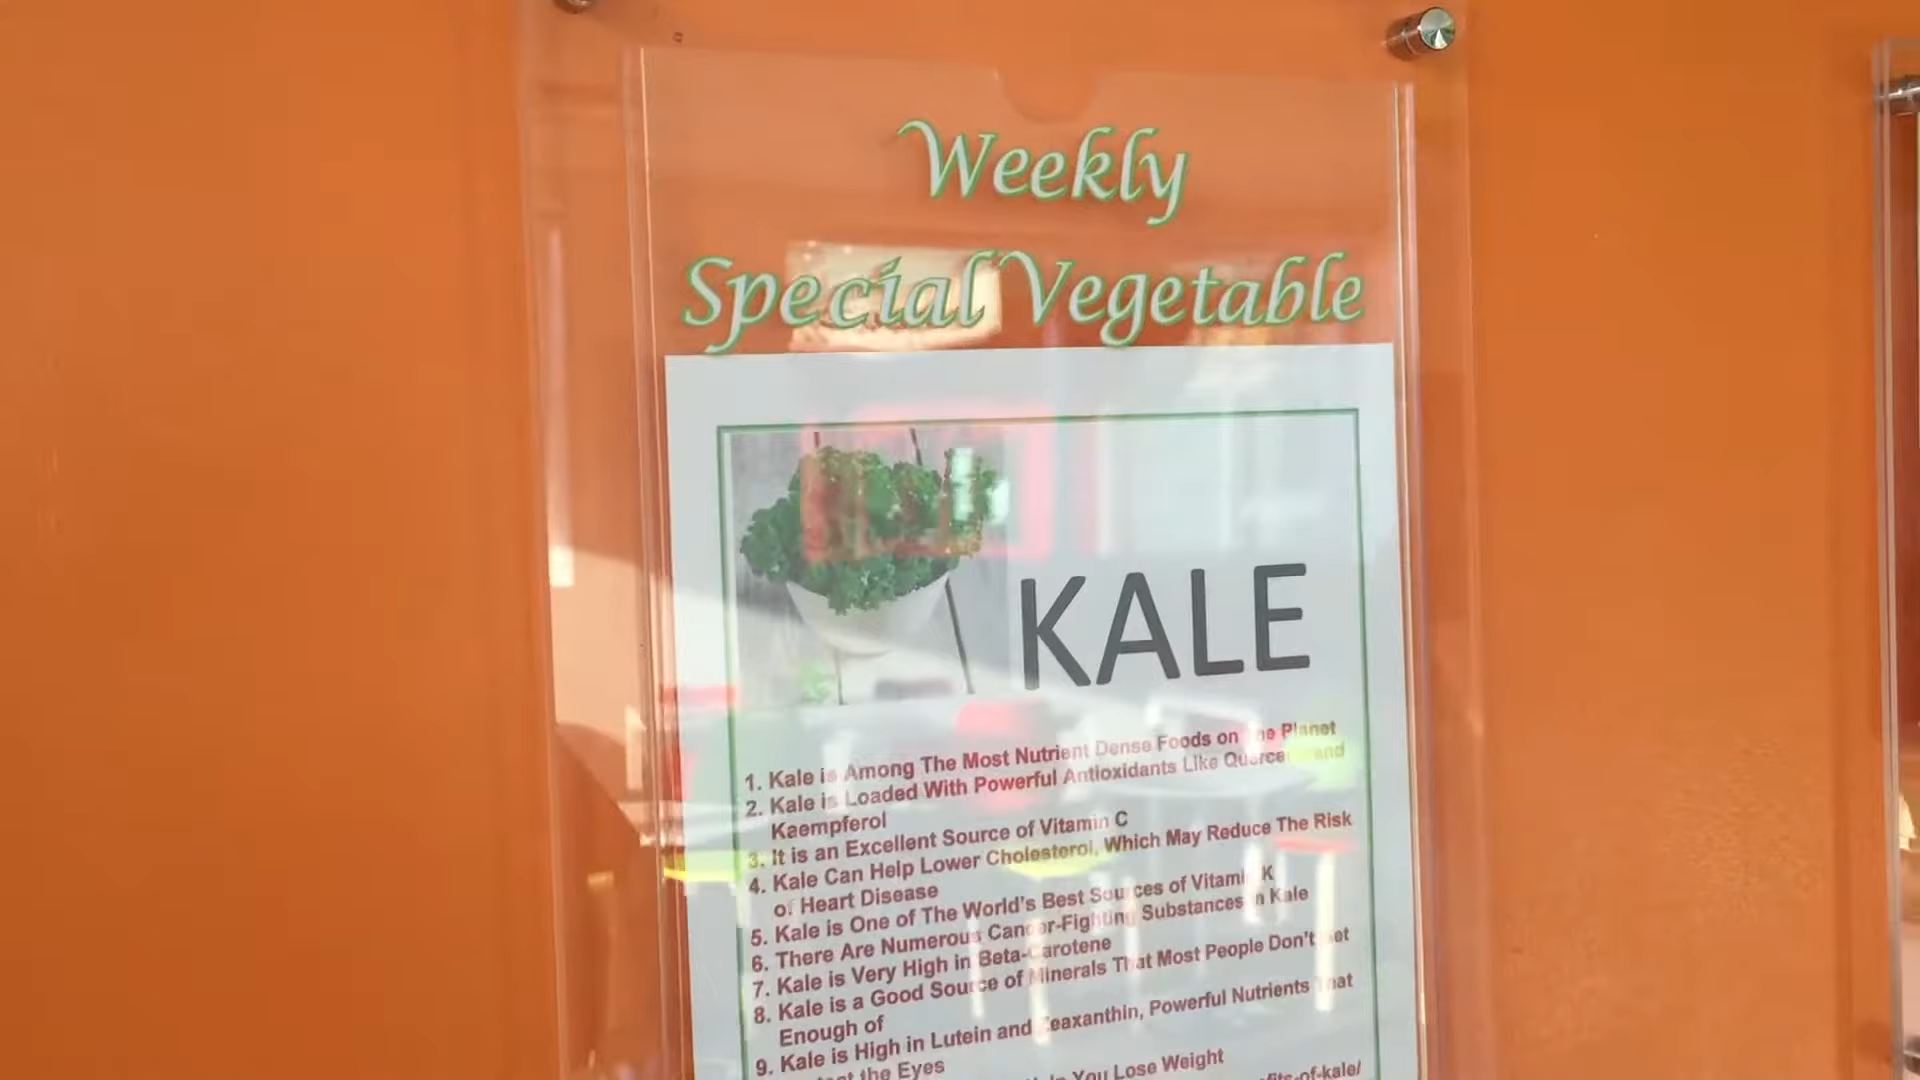 Weekly
Special Vegetable
KALE
1. Kale is Among The Most Nutrient Dense Foods on The Planet
2. Kale is Loaded With Powerful Antioxidants Like Quercetin and
Kaempferol
3. It is an Excellent Source of Vitamin C
4. Kale Can Help Lower Cholesterol, Which May Reduce The Risk
of Heart Disease
5. Kale is One of The World's Best Sources of Vitamin K
6. There Are Numerous Cancer-Fighting Substances in Kale
7. Kale is Very High in Beta-Carotene
8. Kale is a Good Source of Minerals That Most People Don't Get
Enough of
9. Kale is High in Lutein and Zeaxanthin, Powerful Nutrients That
the Eyes
You Lose Weight
fits-of-kale/